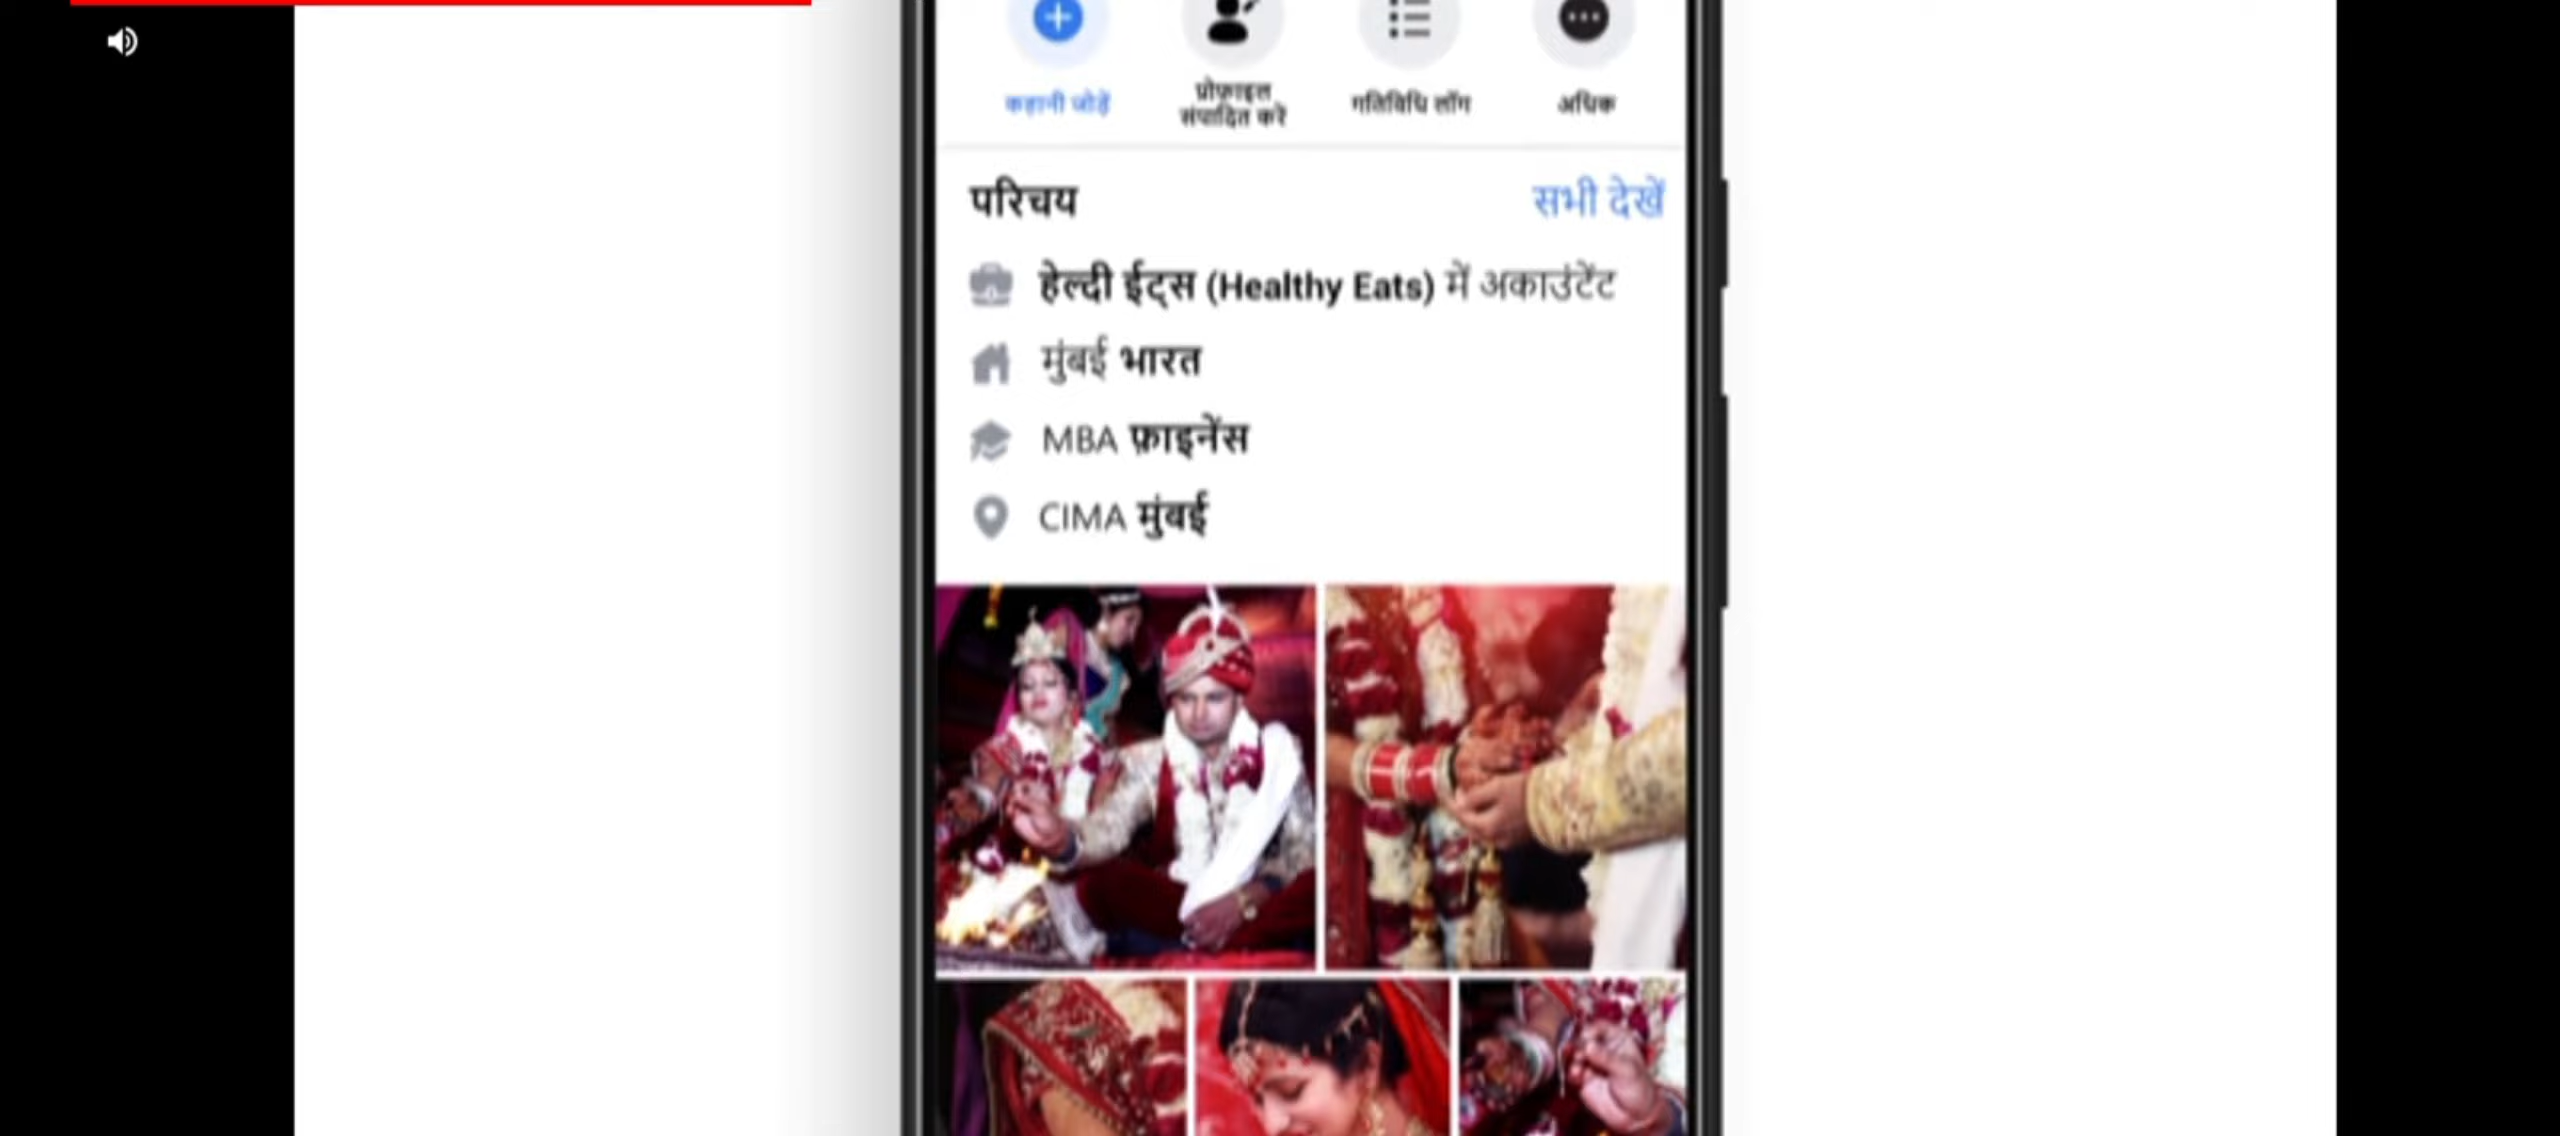 कहानी जोड़ें
प्रोफ़ाइल
संपादित करें
गतिविधि लॉग
अधिक
परिचय
सभी देखें
हेल्दी ईट्स (Healthy Eats) में अकाउंटेंट
मुंबई भारत
MBA फ़ाइनेंस
CIMA मुंबई